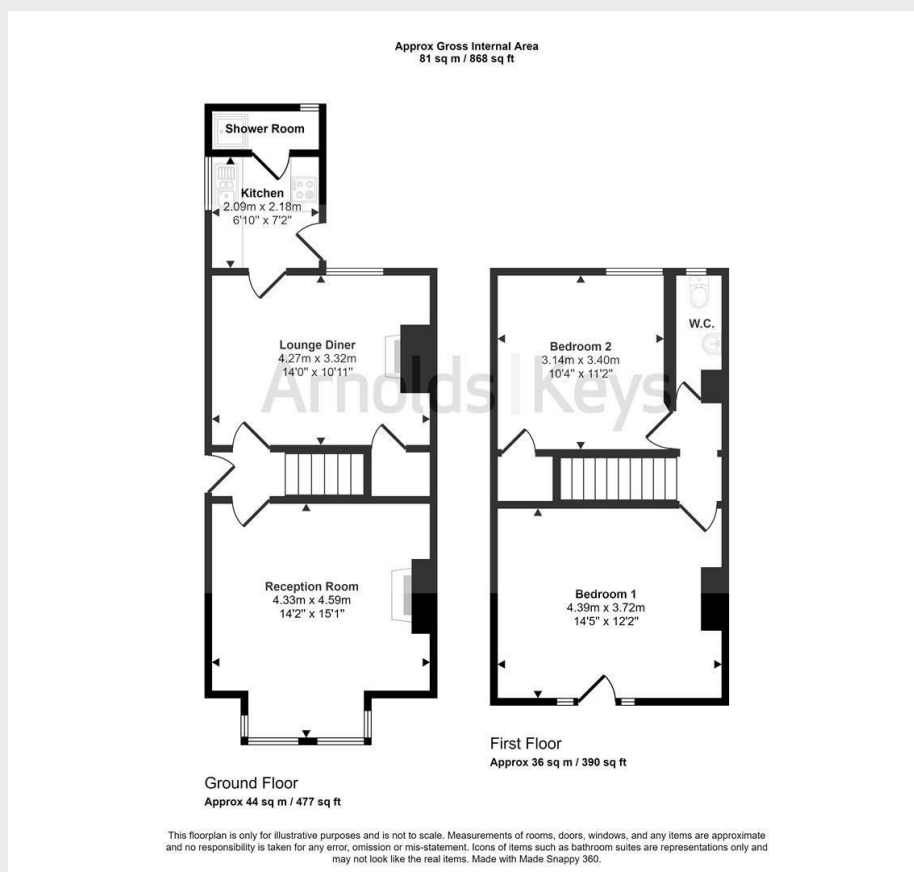 Approx Gross Internal Area
81 sq m / 868 sq ft
Shower Room
Kitchen
2.09m x 2.18m
6'10" x 7'2"
Lounge Diner
4.27m x 3.32m
14'0" x 10'11"
Bedroom 2
3.14m x 3.40m
10'4" x 11'2"
W.C.
Arnolds | Keys
Reception Room
4.33m x 4.59m
14'2" x 15'1"
Bedroom 1
4.39m x 3.72m
14'5" x 12'2"
First Floor
Approx 36 sq m / 390 sq ft
Ground Floor
Approx 44 sq m / 477 sq ft
This floorplan is only for illustrative purposes and is not to scale. Measurements of rooms, doors, windows, and any items are approximate
and no responsibility is taken for any error, omission or mis-statement. Icons of items such as bathroom suites are representations only and
may not look like the real items. Made with Made Snappy 360.